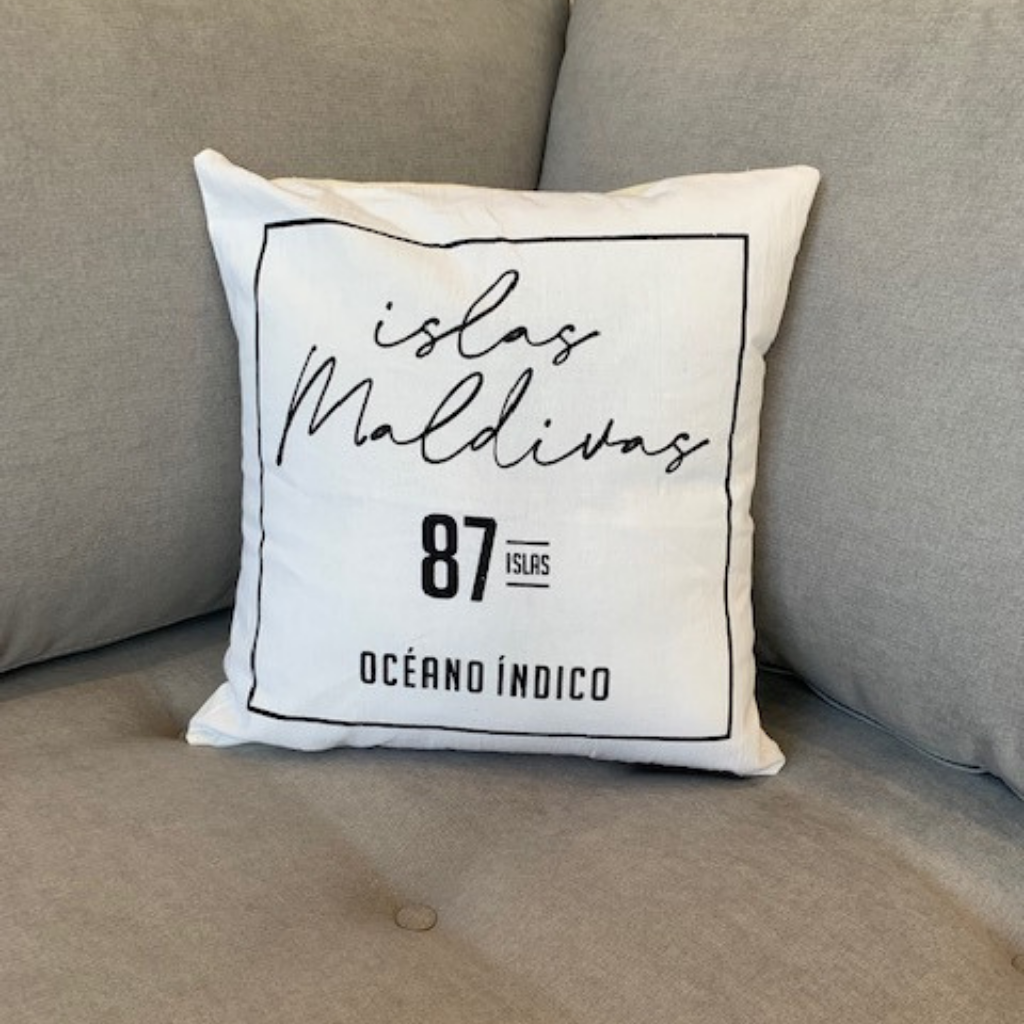 islas
Maldivas
87 ISLAS
OCÉANO ÍNDICO